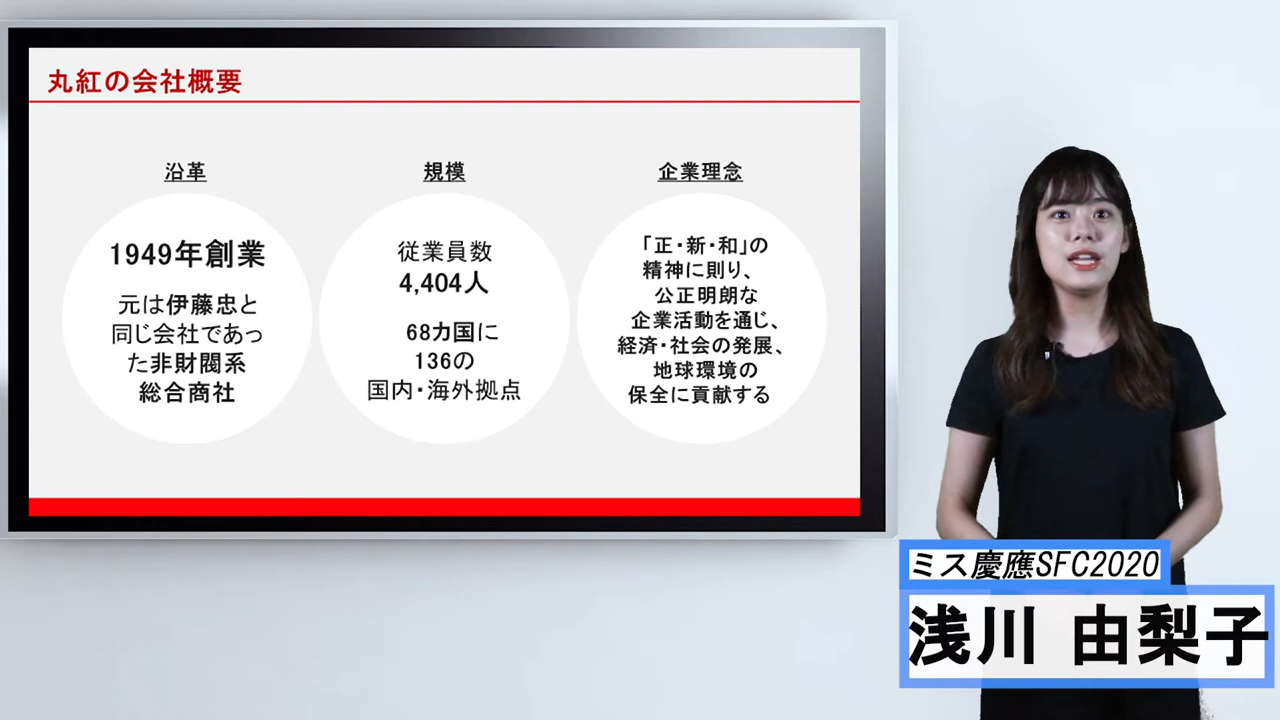 丸紅の会社概要
沿革
1949年創業
元は伊藤忠と
同じ会社であっ
た非財閥系
総合商社
規模
従業員数
4,404人
68カ国に
136の
国内・海外拠点
企業理念
「正・新・和」の
精神に則り、
公正明朗な
企業活動を通じ、
経済・社会の発展、
地球環境の
保全に貢献する
ミス慶應SFC2020
浅川 由梨子